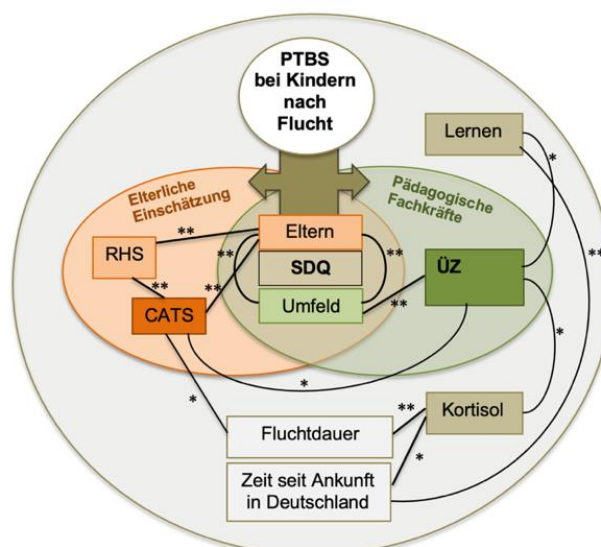 PTBS
bei Kindern
nach
Flucht
Lernen
*
Elterliche
Einschätzung
Pädagogische
Fachkräfte
Eltern
**
RHS
**
**
**
SDQ
ÜZ
**
**
CATS
**
Umfeld
**
*
*
*
Fluchtdauer
**
Kortisol
*
Zeit seit Ankunft
in Deutschland